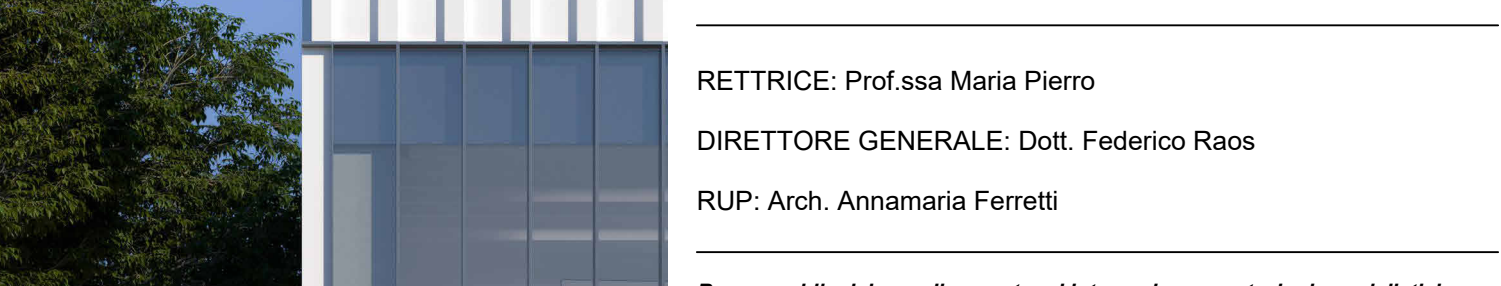 RETTRICE: Prof.ssa Maria Pierro
DIRETTORE GENERALE: Dott. Federico Raos
RUP: Arch. Annamaria Ferretti